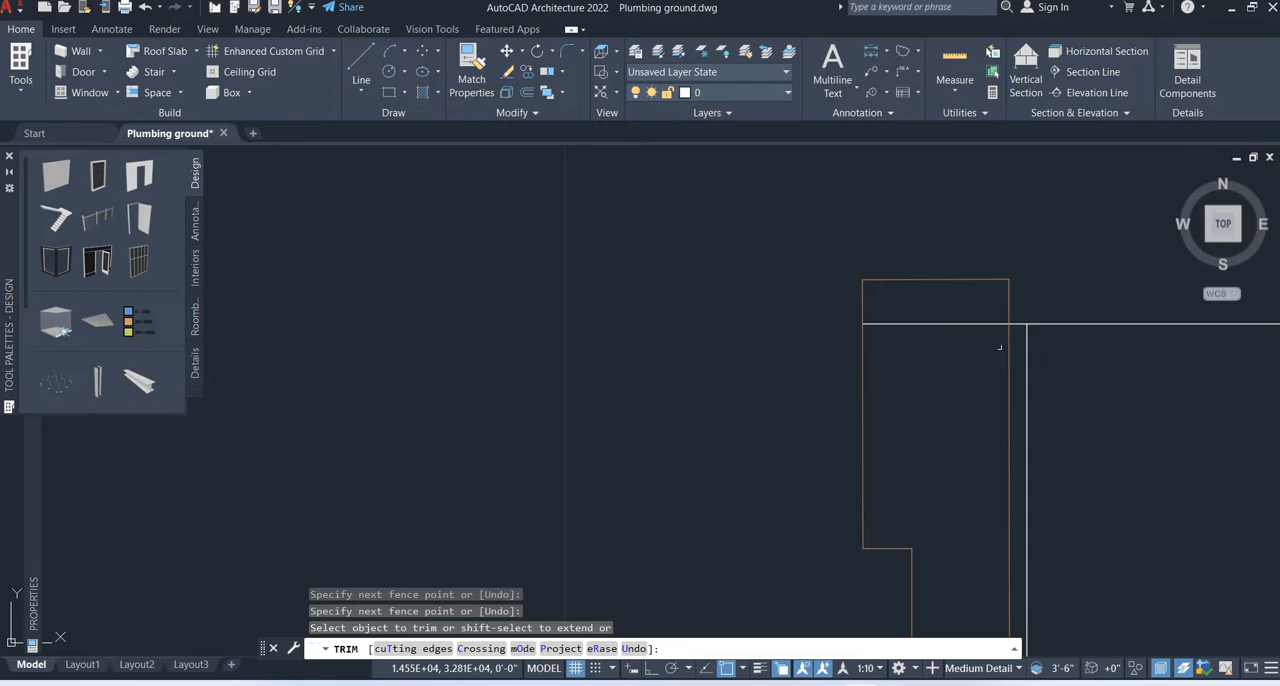 Share AutoCAD Architecture 2022 Plumbing ground.dwg Type a keyword or phrase Sign In
Home Insert Annotate Render View Manage Add-ins Collaborate Vision Tools Featured Apps
Wall Roof Slab Enhanced Custom Grid Unsaved Layer State Horizontal Section
Door Stair Ceiling Grid Section Line
Window Space Box 0 Elevation Line
Tools Line Match Properties Multiline Text Measure Vertical Section Detail Components
Build Draw Modify View Layers Annotation Utilities Section & Elevation Details
Start Plumbing ground*
Design
Annota...
Interiors
Roomb...
Details
TOOL PALETTES - DESIGN
N
W TOP E
S
WCS
PROPERTIES
Y
X
Specify next fence point or [Undo]:
Specify next fence point or [Undo]:
Select object to trim or shift-select to extend or
TRIM [cuTting edges Crossing mOde Project eRase Undo]:
Model Layout1 Layout2 Layout3 + 1.455E+04, 3.281E+04, 0'-0" MODEL 1:10 Medium Detail 3'-6" +0"